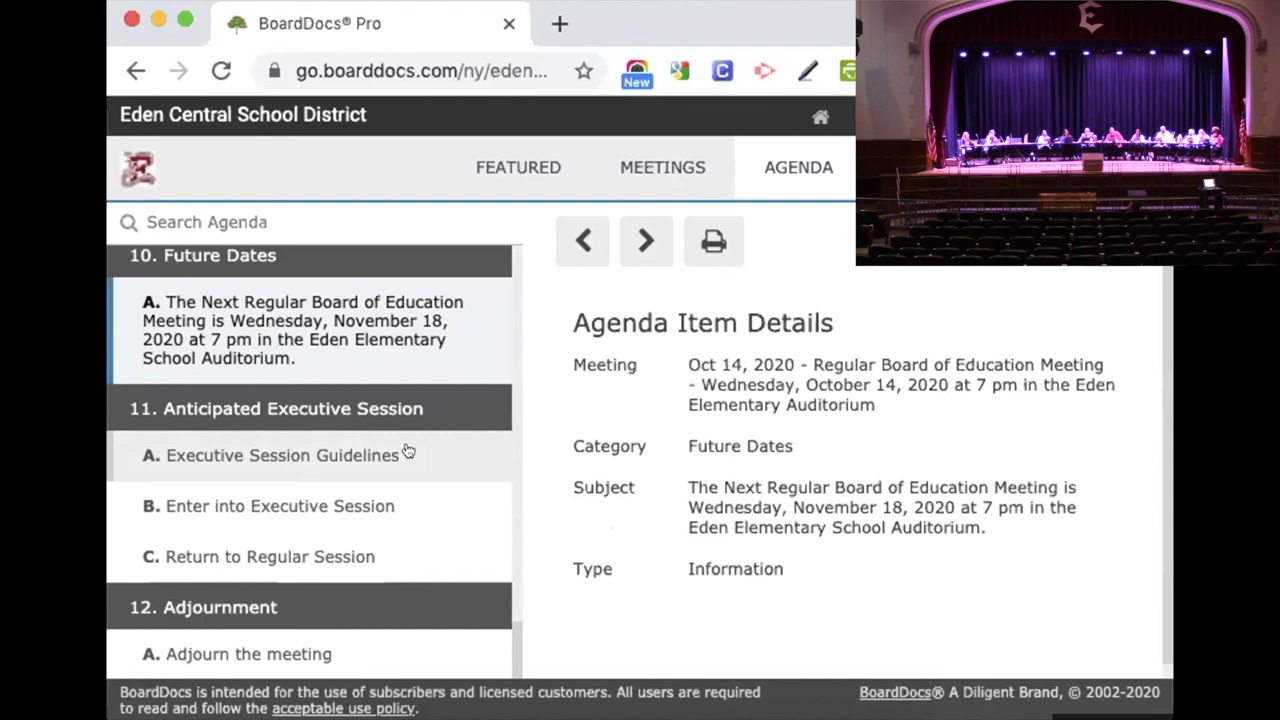 BoardDocs® Pro
go.boarddocs.com/ny/eden...
New
C
E
Eden Central School District
E
FEATURED
MEETINGS
AGENDA
Search Agenda
10. Future Dates
A. The Next Regular Board of Education
Meeting is Wednesday, November 18,
2020 at 7 pm in the Eden Elementary
School Auditorium.
11. Anticipated Executive Session
A. Executive Session Guidelines
B. Enter into Executive Session
C. Return to Regular Session
12. Adjournment
A. Adjourn the meeting
Agenda Item Details
Meeting
Oct 14, 2020 - Regular Board of Education Meeting
- Wednesday, October 14, 2020 at 7 pm in the Eden
Elementary Auditorium
Category
Future Dates
Subject
The Next Regular Board of Education Meeting is
Wednesday, November 18, 2020 at 7 pm in the
Eden Elementary School Auditorium.
Type
Information
BoardDocs is intended for the use of subscribers and licensed customers. All users are required
to read and follow the acceptable use policy.
BoardDocs® A Diligent Brand, © 2002-2020